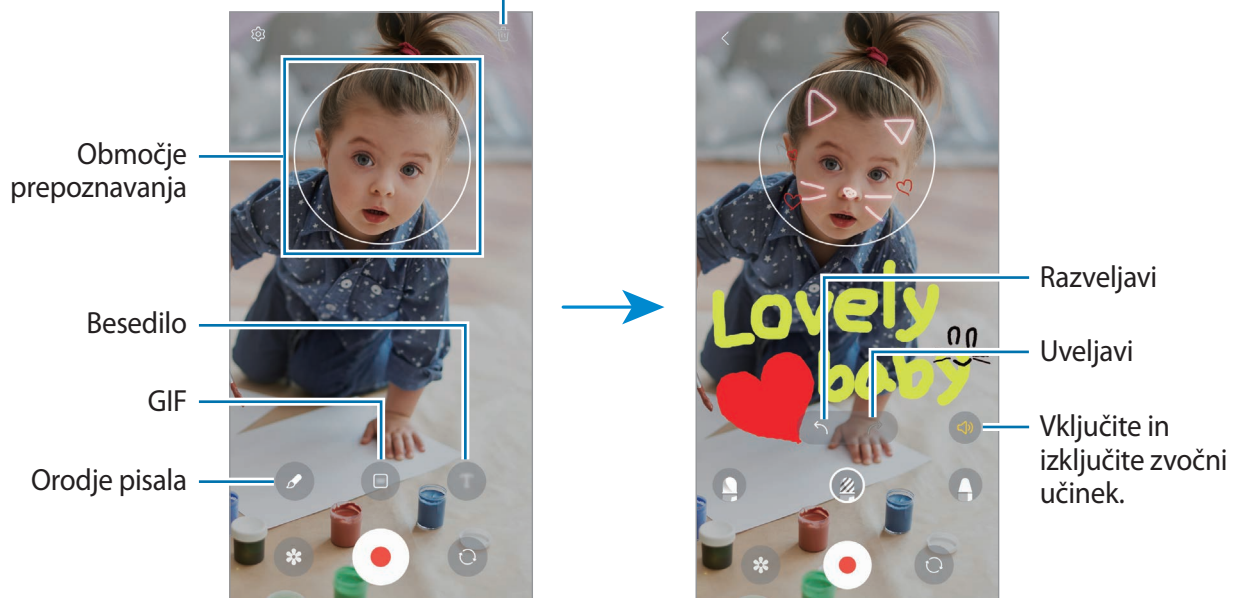 Območje
prepoznavanja
Besedilo
GIF
Orodje pisala
T
Lovely
baby
Razveljavi
Uveljavi
Vključite in
izključite zvočni
učinek.